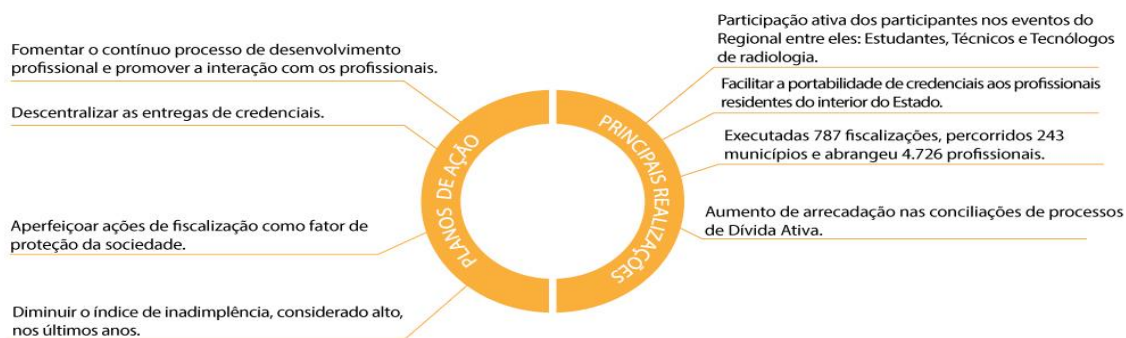 Fomentar o contínuo processo de desenvolvimento
profissional e promover a interação com os profissionais.
Descentralizar as entregas de credenciais.
Aperfeiçoar ações de fiscalização como fator de
proteção da sociedade.
Diminuir o índice de inadimplência, considerado alto,
nos últimos anos.
PLANOS DE AÇÃO
PRINCIPAIS REALIZAÇÕES
Participação ativa dos participantes nos eventos do
Regional entre eles: Estudantes, Técnicos e Tecnólogos
de radiologia.
Facilitar a portabilidade de credenciais aos profissionais
residentes do interior do Estado.
Executadas 787 fiscalizações, percorridos 243
municípios e abrangeu 4.726 profissionais.
Aumento de arrecadação nas conciliações de processos
de Dívida Ativa.